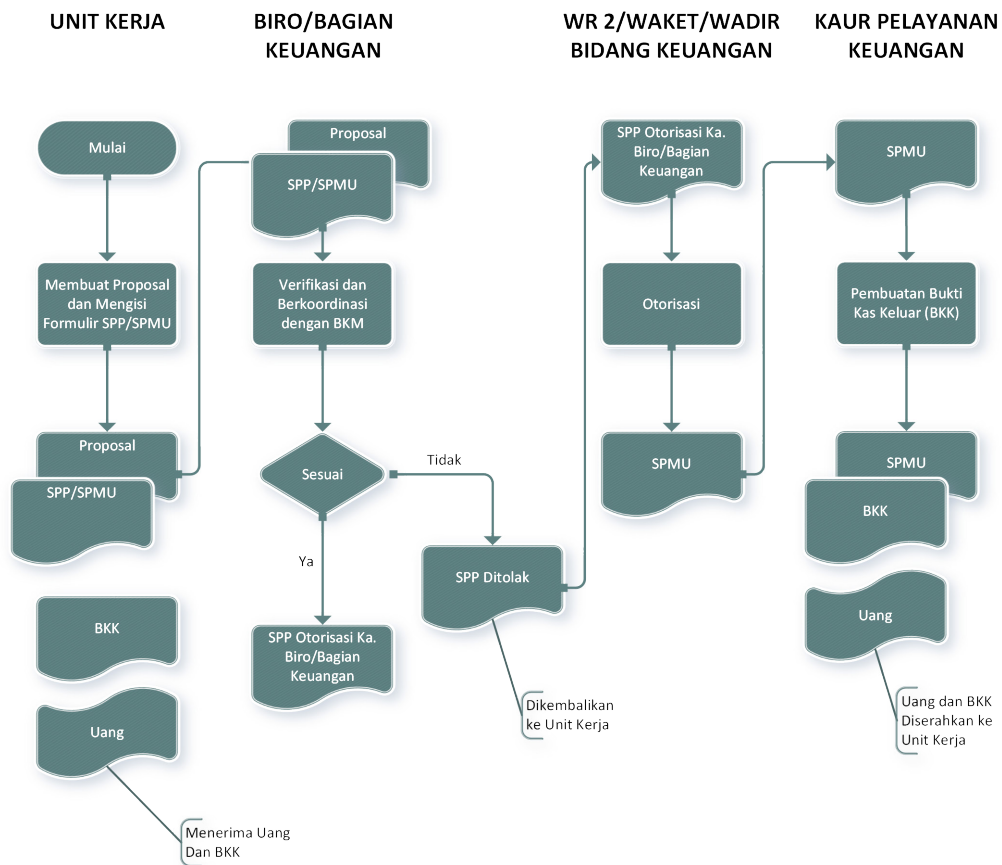 UNIT KERJA
BIRO/BAGIAN
KEUANGAN
WR 2/WAKET/WADIR
BIDANG KEUANGAN
KAUR PELAYANAN
KEUANGAN
Mulai
Membuat Proposal
dan Mengisi
Formulir SPP/SPMU
Proposal
SPP/SPMU
BKK
Uang
Menerima Uang
Dan BKK
Proposal
SPP/SPMU
Verifikasi dan
Berkoordinasi
dengan BKM
Sesuai
Tidak
Ya
SPP Ditolak
SPP Otorisasi Ka.
Biro/Bagian
Keuangan
Dikembalikan
ke Unit Kerja
SPP Otorisasi Ka.
Biro/Bagian
Keuangan
Otorisasi
SPMU
SPMU
Pembuatan Bukti
Kas Keluar (BKK)
SPMU
BKK
Uang
Uang dan BKK
Diserahkan ke
Unit Kerja